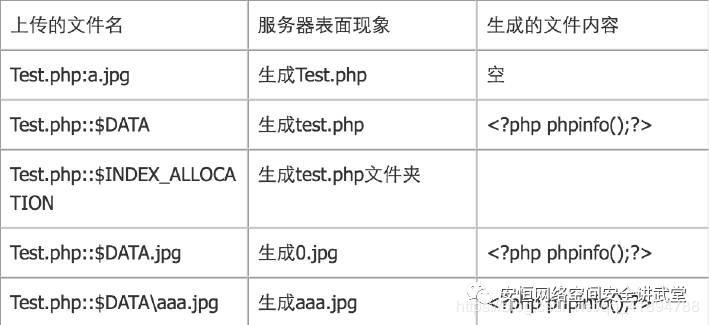 上传的文件名 服务器表面现象 生成的文件内容
Test.php:a.jpg 生成Test.php 空
Test.php::$DATA 生成test.php <?php phpinfo();?>
Test.php::$INDEX_ALLOCA 生成test.php文件夹
TION
Test.php::$DATA.jpg 生成0.jpg <?php phpinfo();?>
Test.php::$DATA\aaa.jpg 生成aaa.jpg <?php phpinfo();?>
安恒网络空间安全讲武堂